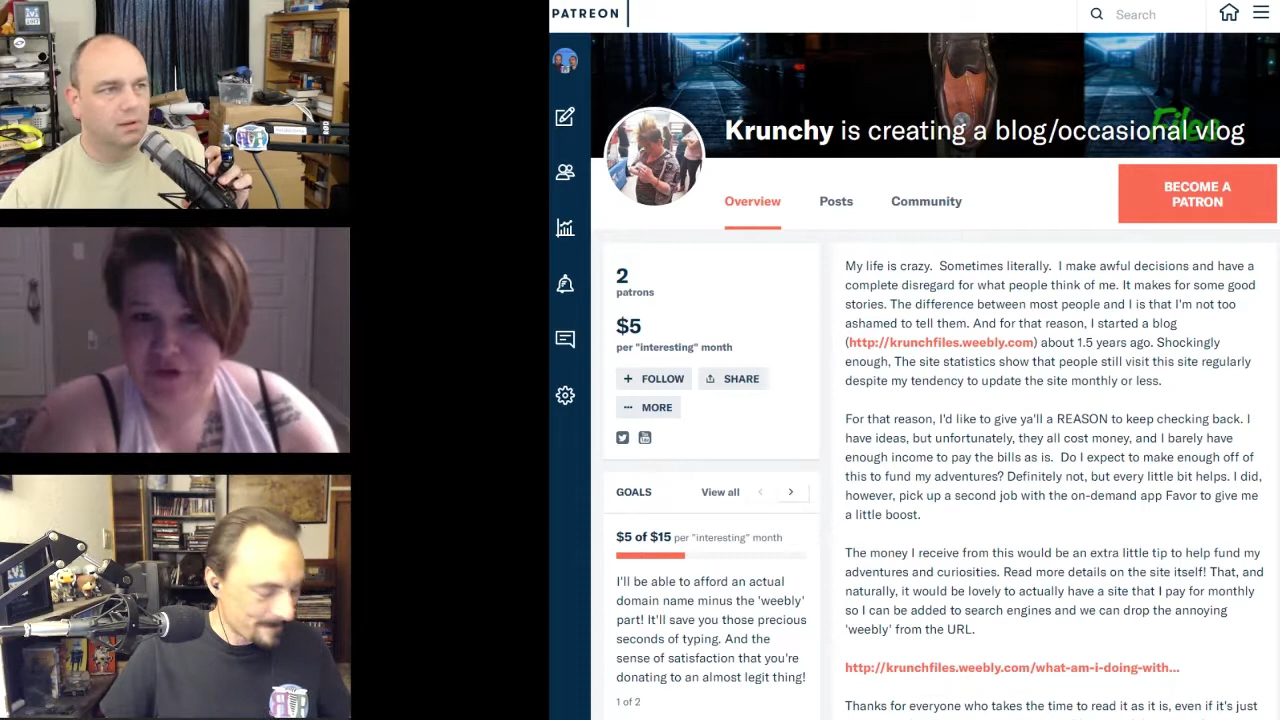 PATREON
Search
Files
Krunchy is creating a blog/occasional vlog
Overview
Posts
Community
BECOME A
PATRON
2
patrons
$5
per "interesting" month
+ FOLLOW
SHARE
··· MORE
GOALS
View all
$5 of $15 per "interesting" month
I'll be able to afford an actual
domain name minus the 'weebly'
part! It'll save you those precious
seconds of typing. And the
sense of satisfaction that you're
donating to an almost legit thing!
1 of 2
My life is crazy. Sometimes literally. I make awful decisions and have a
complete disregard for what people think of me. It makes for some good
stories. The difference between most people and I is that I'm not too
ashamed to tell them. And for that reason, I started a blog
(http://krunchfiles.weebly.com) about 1.5 years ago. Shockingly
enough, The site statistics show that people still visit this site regularly
despite my tendency to update the site monthly or less.
For that reason, I'd like to give ya'll a REASON to keep checking back. I
have ideas, but unfortunately, they all cost money, and I barely have
enough income to pay the bills as is. Do I expect to make enough off of
this to fund my adventures? Definitely not, but every little bit helps. I did,
however, pick up a second job with the on-demand app Favor to give me
a little boost.
The money I receive from this would be an extra little tip to help fund my
adventures and curiosities. Read more details on the site itself! That, and
naturally, it would be lovely to actually have a site that I pay for monthly
so I can be added to search engines and we can drop the annoying
'weebly' from the URL.
http://krunchfiles.weebly.com/what-am-i-doing-with...
Thanks for everyone who takes the time to read it as it is, even if it's just